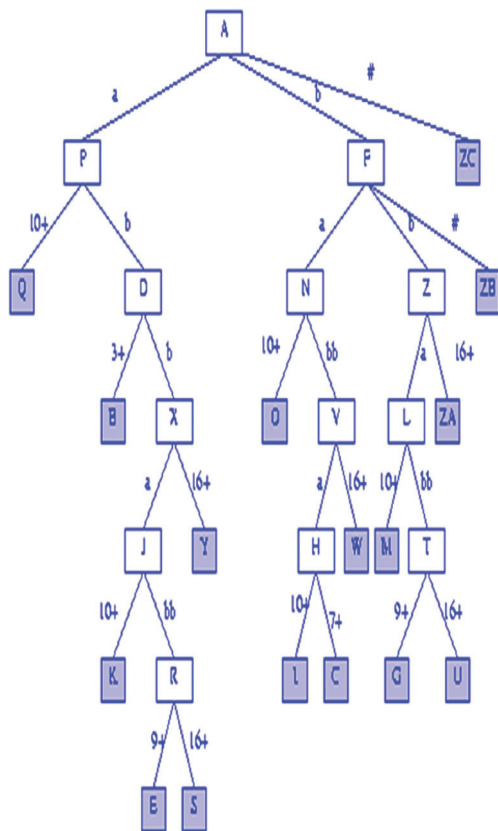 A
a b #
P F ZC
10+ b a b #
Q D N Z ZB
3+ b 10+ bb a 16+
B X O V L ZA
a 16+ a 16+ 10+ bb
J Y H W M T
10+ bb 10+ 7+ 9+ 16+
K R I C G U
9+ 16+
E S